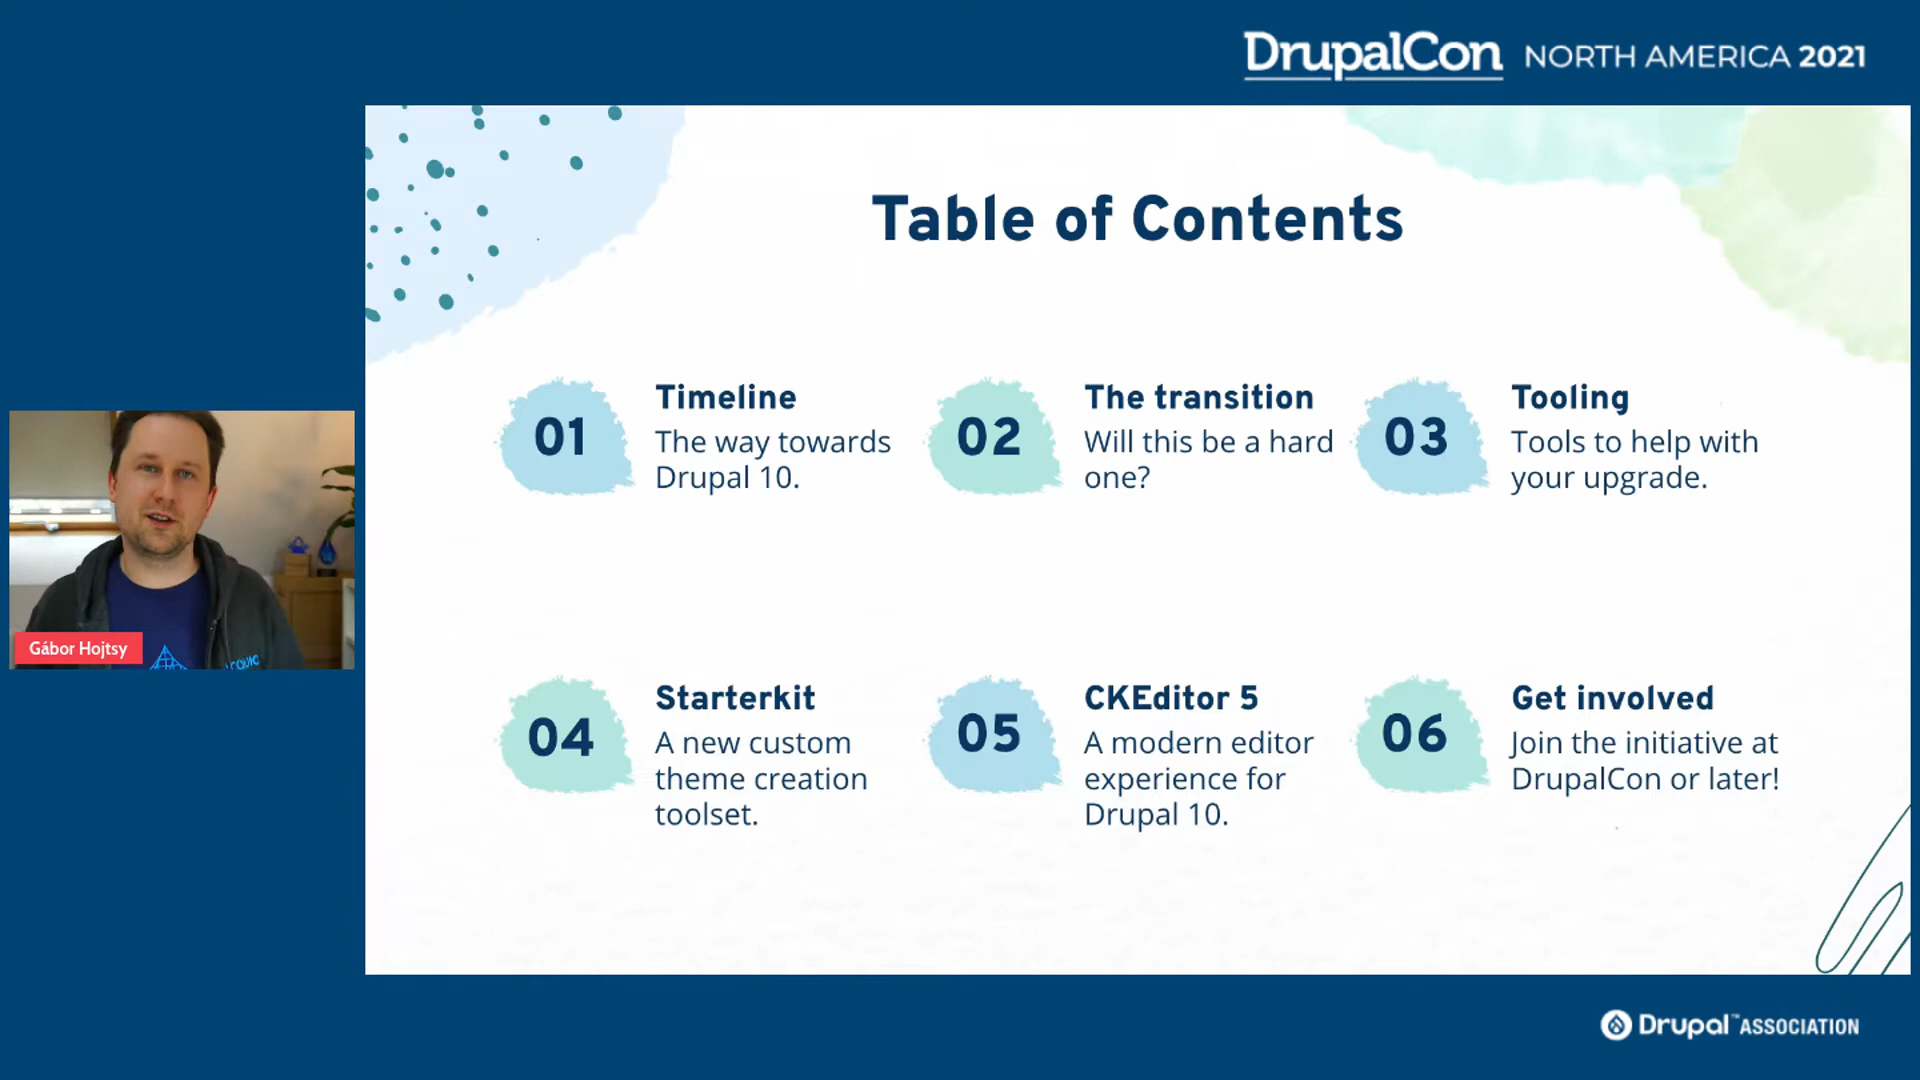 DrupalCon NORTH AMERICA 2021
Table of Contents
01
Timeline
The way towards
Drupal 10.
02
The transition
Will this be a hard
one?
03
Tooling
Tools to help with
your upgrade.
04
Starterkit
A new custom
theme creation
toolset.
05
CKEditor 5
A modern editor
experience for
Drupal 10.
06
Get involved
Join the initiative at
DrupalCon or later!
Gábor Hojtsy
Drupal™ ASSOCIATION